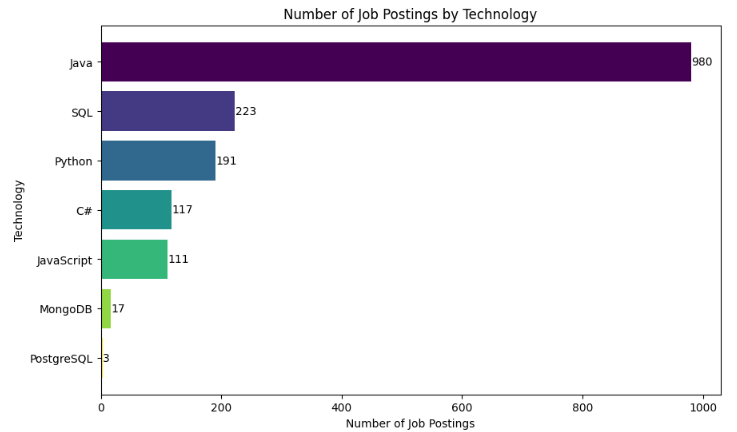 Number of Job Postings by Technology
Technology
Java
980
SQL
223
Python
191
C#
117
JavaScript
111
MongoDB
17
PostgreSQL
3
0 200 400 600 800 1000
Number of Job Postings